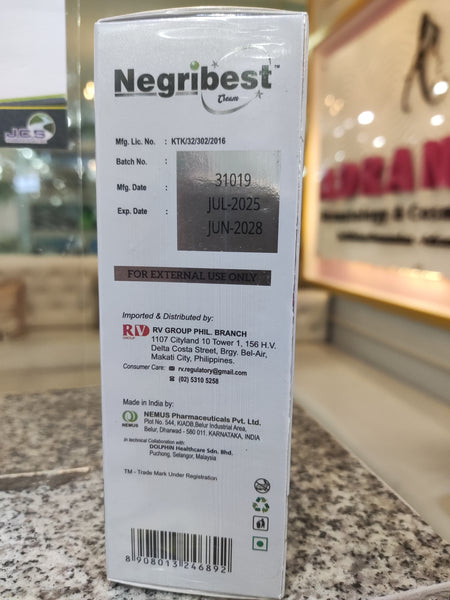 Negribest™
Cream
Mfg. Lic. No. : KTK/32/302/2016
Batch No. : 31019
Mfg. Date : JUL-2025
Exp. Date : JUN-2028
FOR EXTERNAL USE ONLY
Imported & Distributed by:
RV GROUP RV GROUP PHIL. BRANCH
1107 Cityland 10 Tower 1, 156 H.V.
Delta Costa Street, Brgy. Bel-Air,
Makati City, Philippines.
Consumer Care: rv.regulatory@gmail.com
(02) 5310 5258
Made in India by:
NEMUS NEMUS Pharmaceuticals Pvt. Ltd.
Plot No. 544, KIADB,Belur Industrial Area,
Belur, Dharwad - 580 011. KARNATAKA, INDIA
in technical Collaboration with:
DOLPHIN Healthcare Sdn. Bhd.
Puchong, Selangor, Malaysia
TM - Trade Mark Under Registration
8 908013 246892
J.C.S